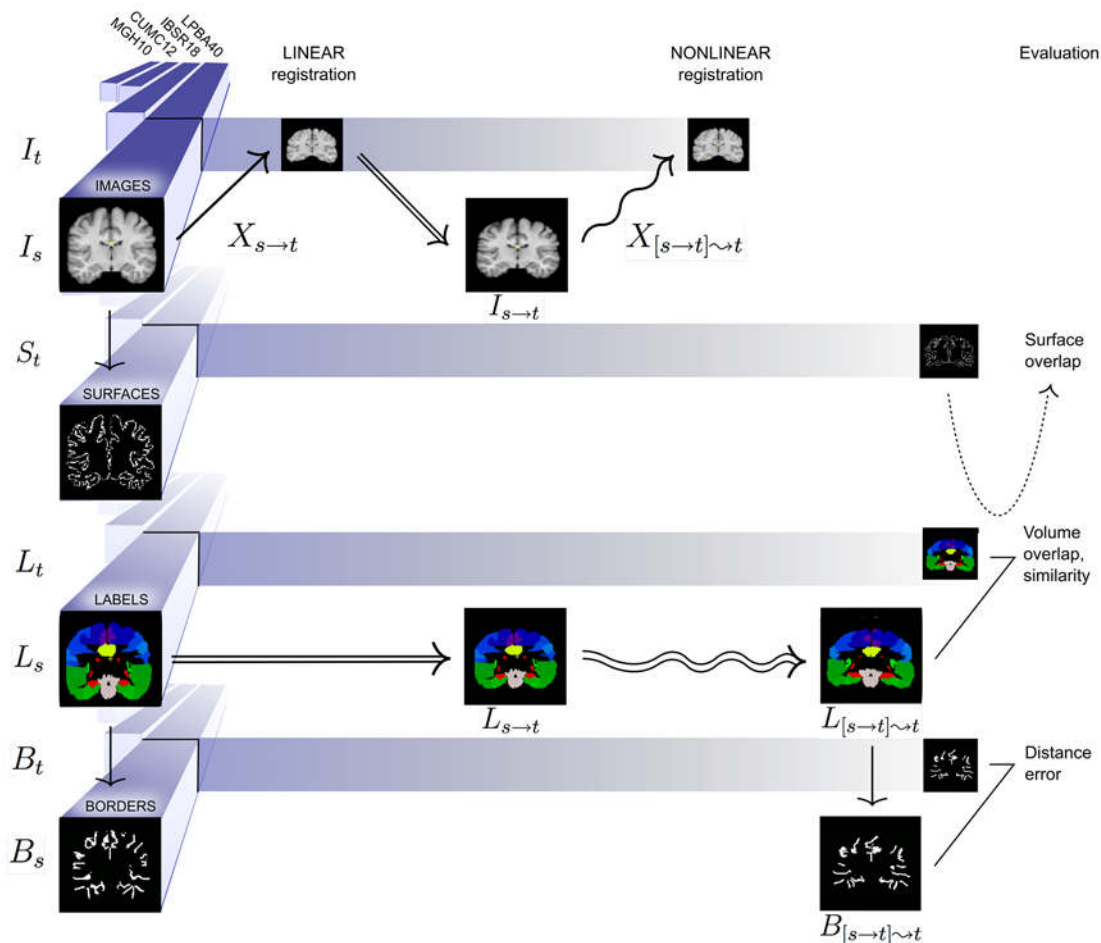 LPBA40
IBSR18
CUMC12
MGH10
LINEAR
registration
NONLINEAR
registration
Evaluation
I_t
IMAGES
I_s
X_{s→t}
X_{[s→t]⤳t}
I_{s→t}
S_t
Surface
overlap
SURFACES
L_t
Volume
overlap,
similarity
LABELS
L_s
L_{s→t}
L_{[s→t]⤳t}
B_t
Distance
error
BORDERS
B_s
B_{[s→t]⤳t}